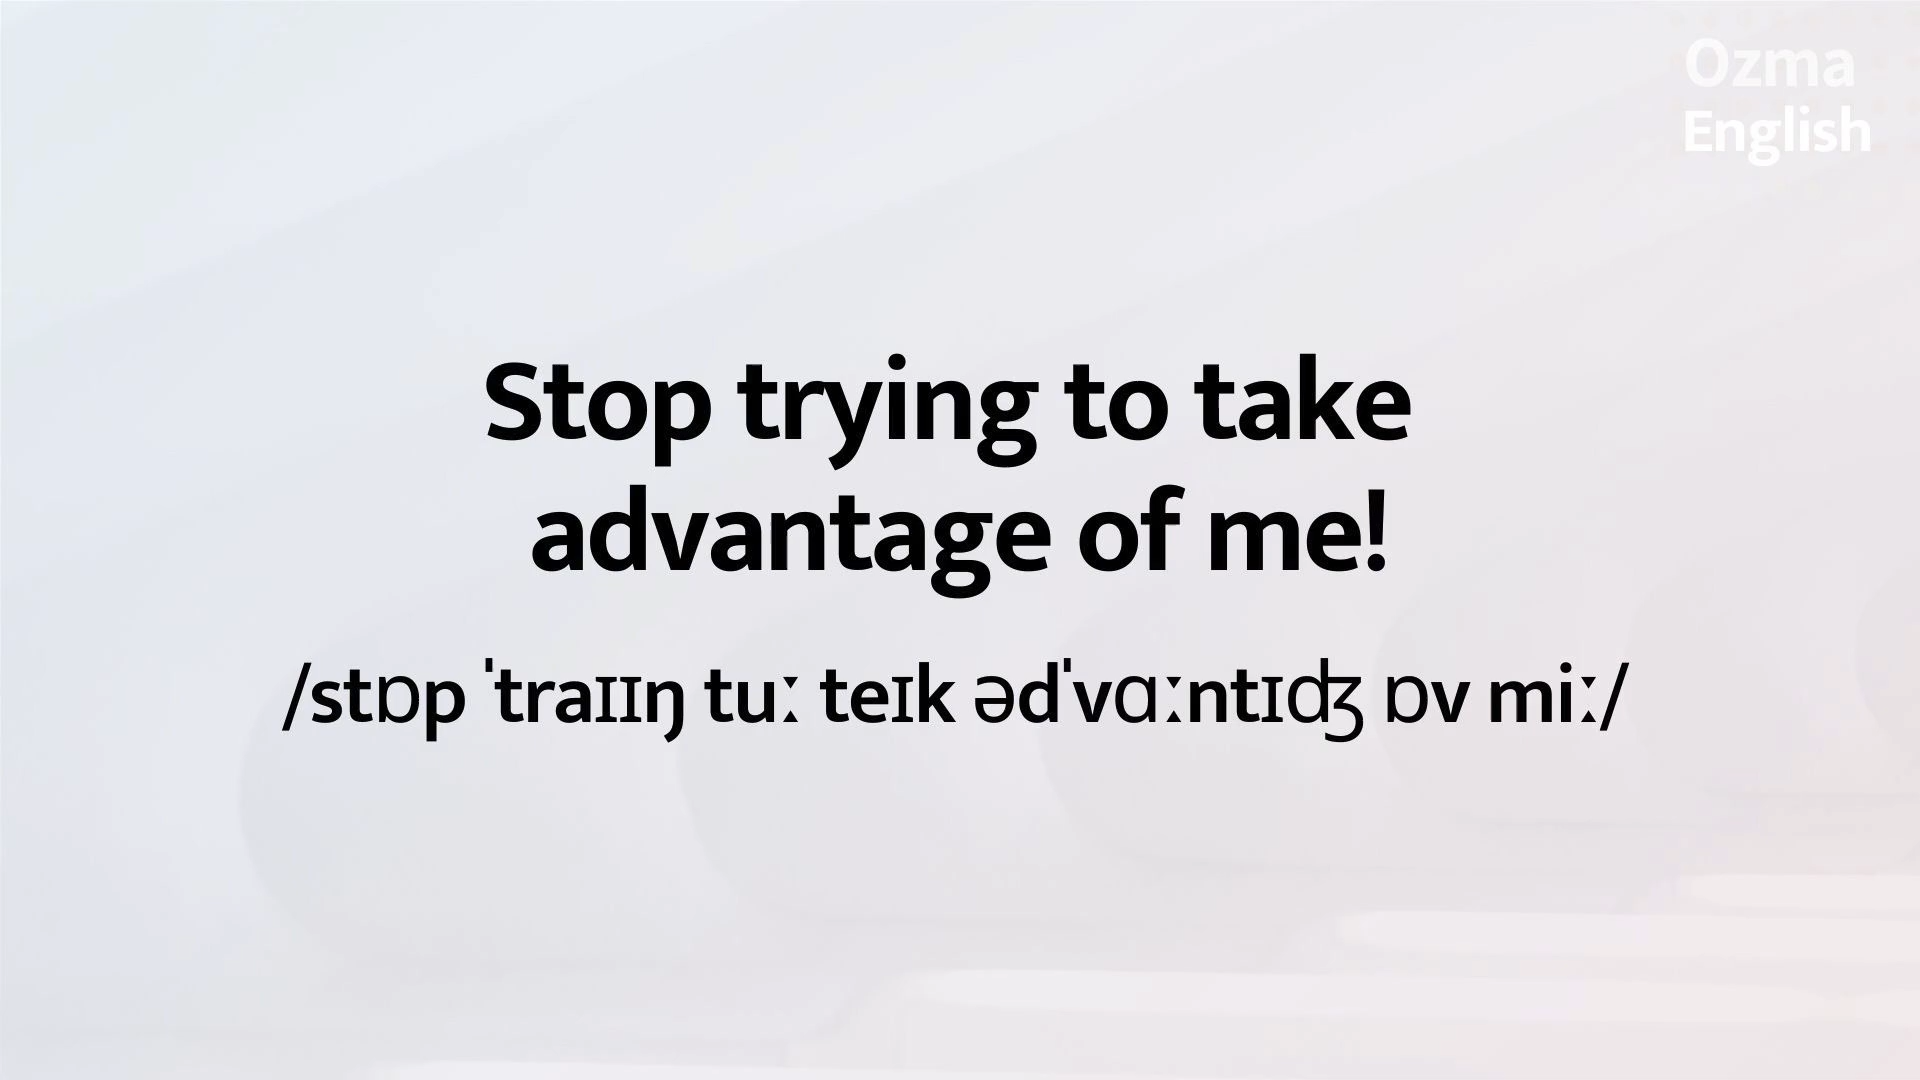 Ozma
English
Stop trying to take
advantage of me!
/stɒp ˈtraɪɪŋ tuː teɪk ədˈvɑːntɪʤ ɒv miː/